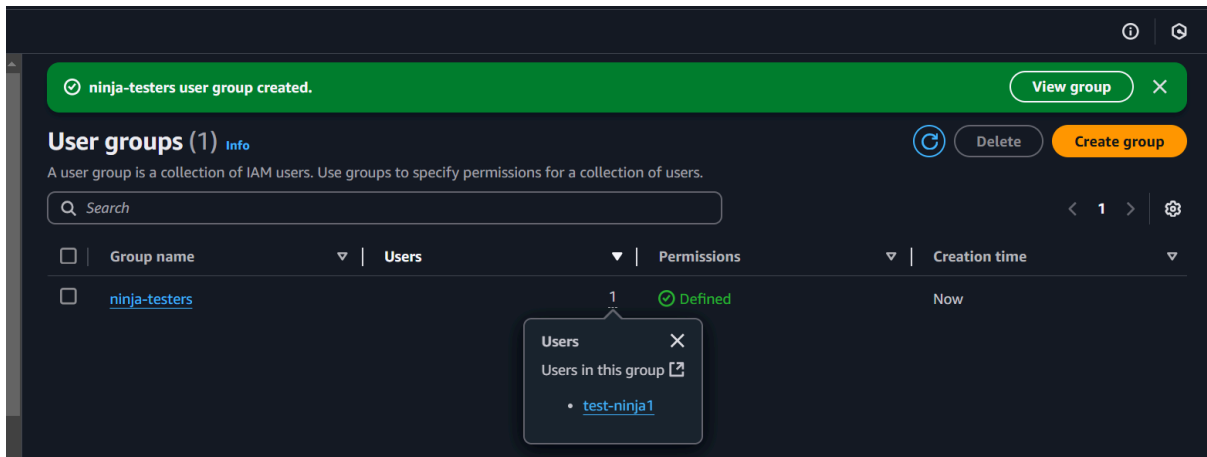 ninja-testers user group created.
View group
User groups (1) Info
Delete
Create group
A user group is a collection of IAM users. Use groups to specify permissions for a collection of users.
Search
1
Group name
Users
Permissions
Creation time
ninja-testers
1
Defined
Now
Users
Users in this group
• test-ninja1